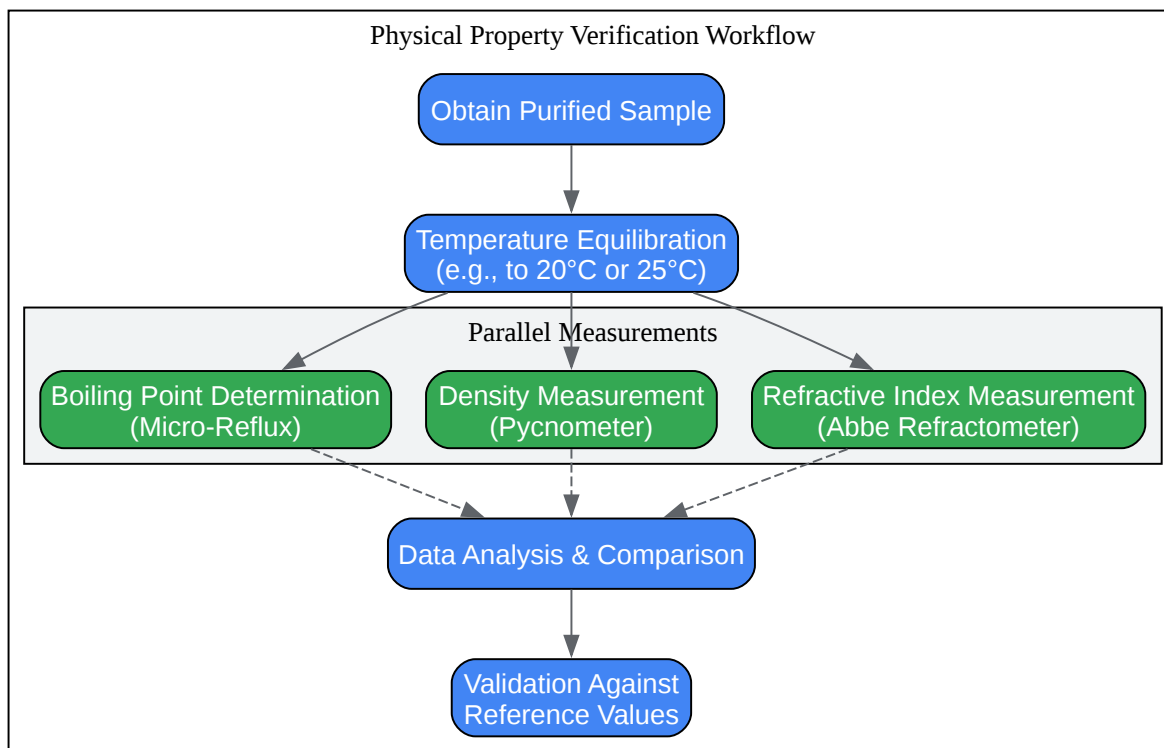 Physical Property Verification Workflow
Obtain Purified Sample
Temperature Equilibration
(e.g., to 20°C or 25°C)
Parallel Measurements
Boiling Point Determination
(Micro-Reflux)
Density Measurement
(Pycnometer)
Refractive Index Measurement
(Abbe Refractometer)
Data Analysis & Comparison
Validation Against
Reference Values